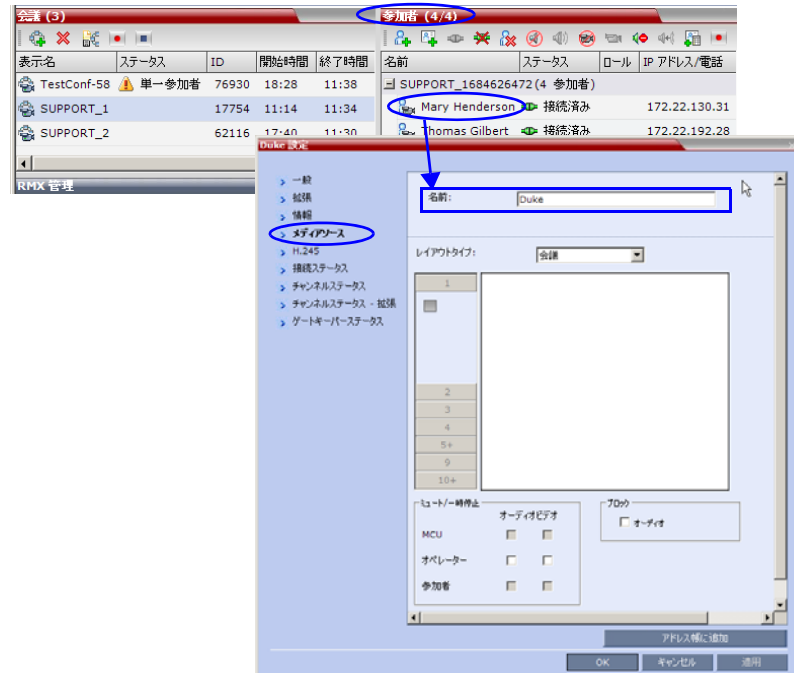 会議 (3)
表示名 ステータス ID 開始時間 終了時間
TestConf-58 単一参加者 76930 18:28 11:38
SUPPORT_1 17754 11:14 11:34
SUPPORT_2 62116 17:40 11:30
RMX 管理
参加者 (4/4)
名前 ステータス ロール IP アドレス/電話
SUPPORT_1684626472(4 参加者)
Mary Henderson 接続済み 172.22.130.31
Thomas Gilbert 接続済み 172.22.192.28
Duke 設定
一般
拡張
情報
メディアソース
H.245
接続ステータス
チャンネルステータス
チャンネルステータス - 拡張
ゲートキーパーステータス
名前: Duke
レイアウトタイプ: 会議
1
2
3
4
5+
9
10+
ミュート/一時停止
オーディオ ビデオ
MCU
オペレーター
参加者
ブロック
オーディオ
アドレス帳に追加
OK キャンセル 適用